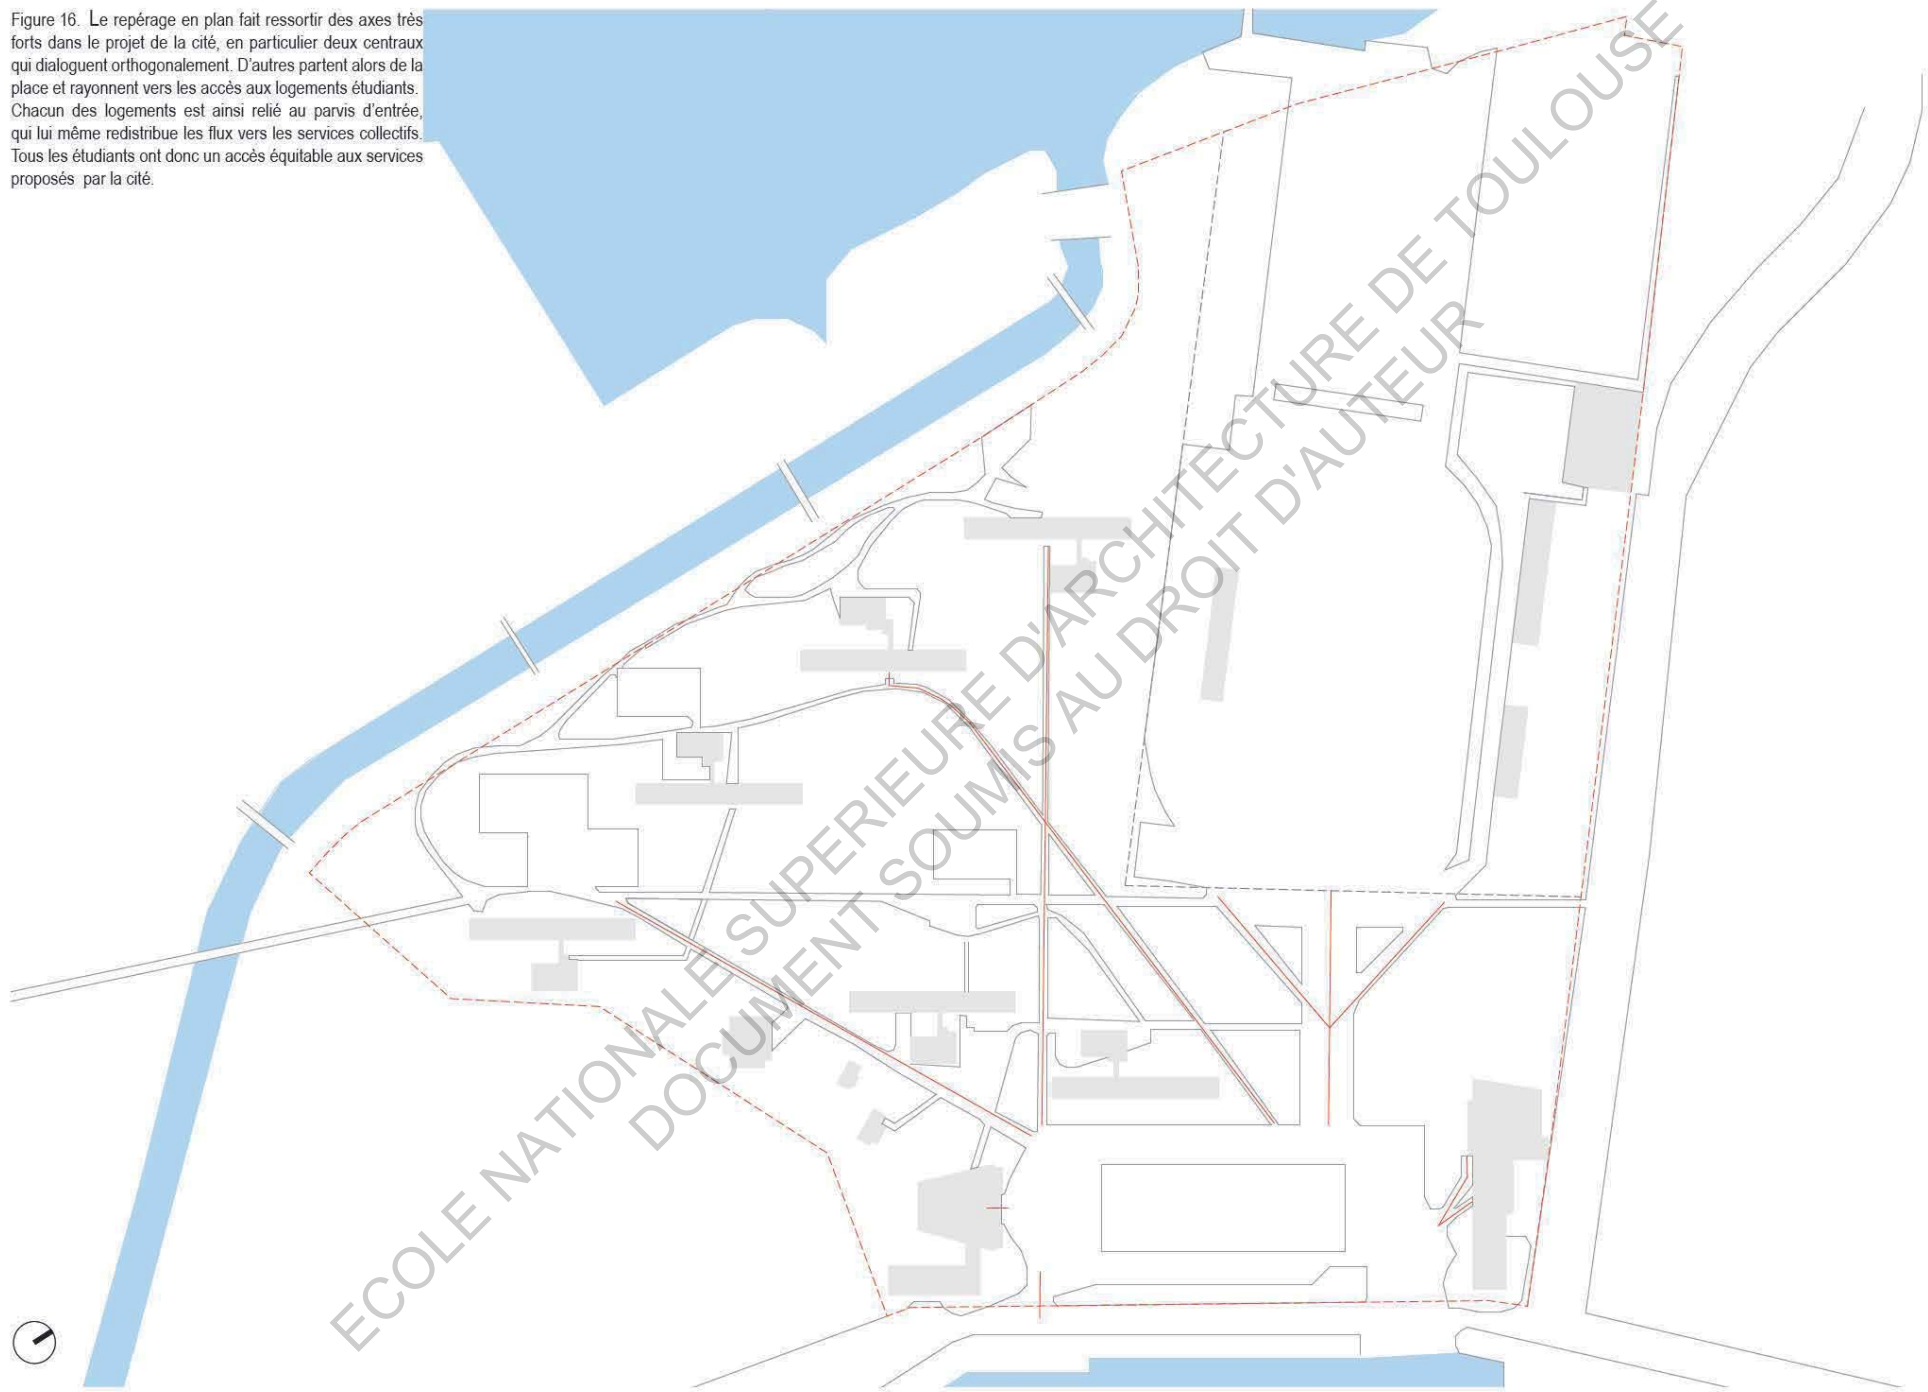 Figure 16. Le repérage en plan fait ressortir des axes très
forts dans le projet de la cité, en particulier deux centraux
qui dialoguent orthogonalement. D'autres partent alors de la
place et rayonnent vers les accès aux logements étudiants.
Chacun des logements est ainsi relié au parvis d'entrée,
qui lui même redistribue les flux vers les services collectifs.
Tous les étudiants ont donc un accès équitable aux services
proposés par la cité.
ECOLE NATIONALE SUPERIEURE D'ARCHITECTURE DE TOULOUSE
DOCUMENT SOUMIS AU DROIT D'AUTEUR